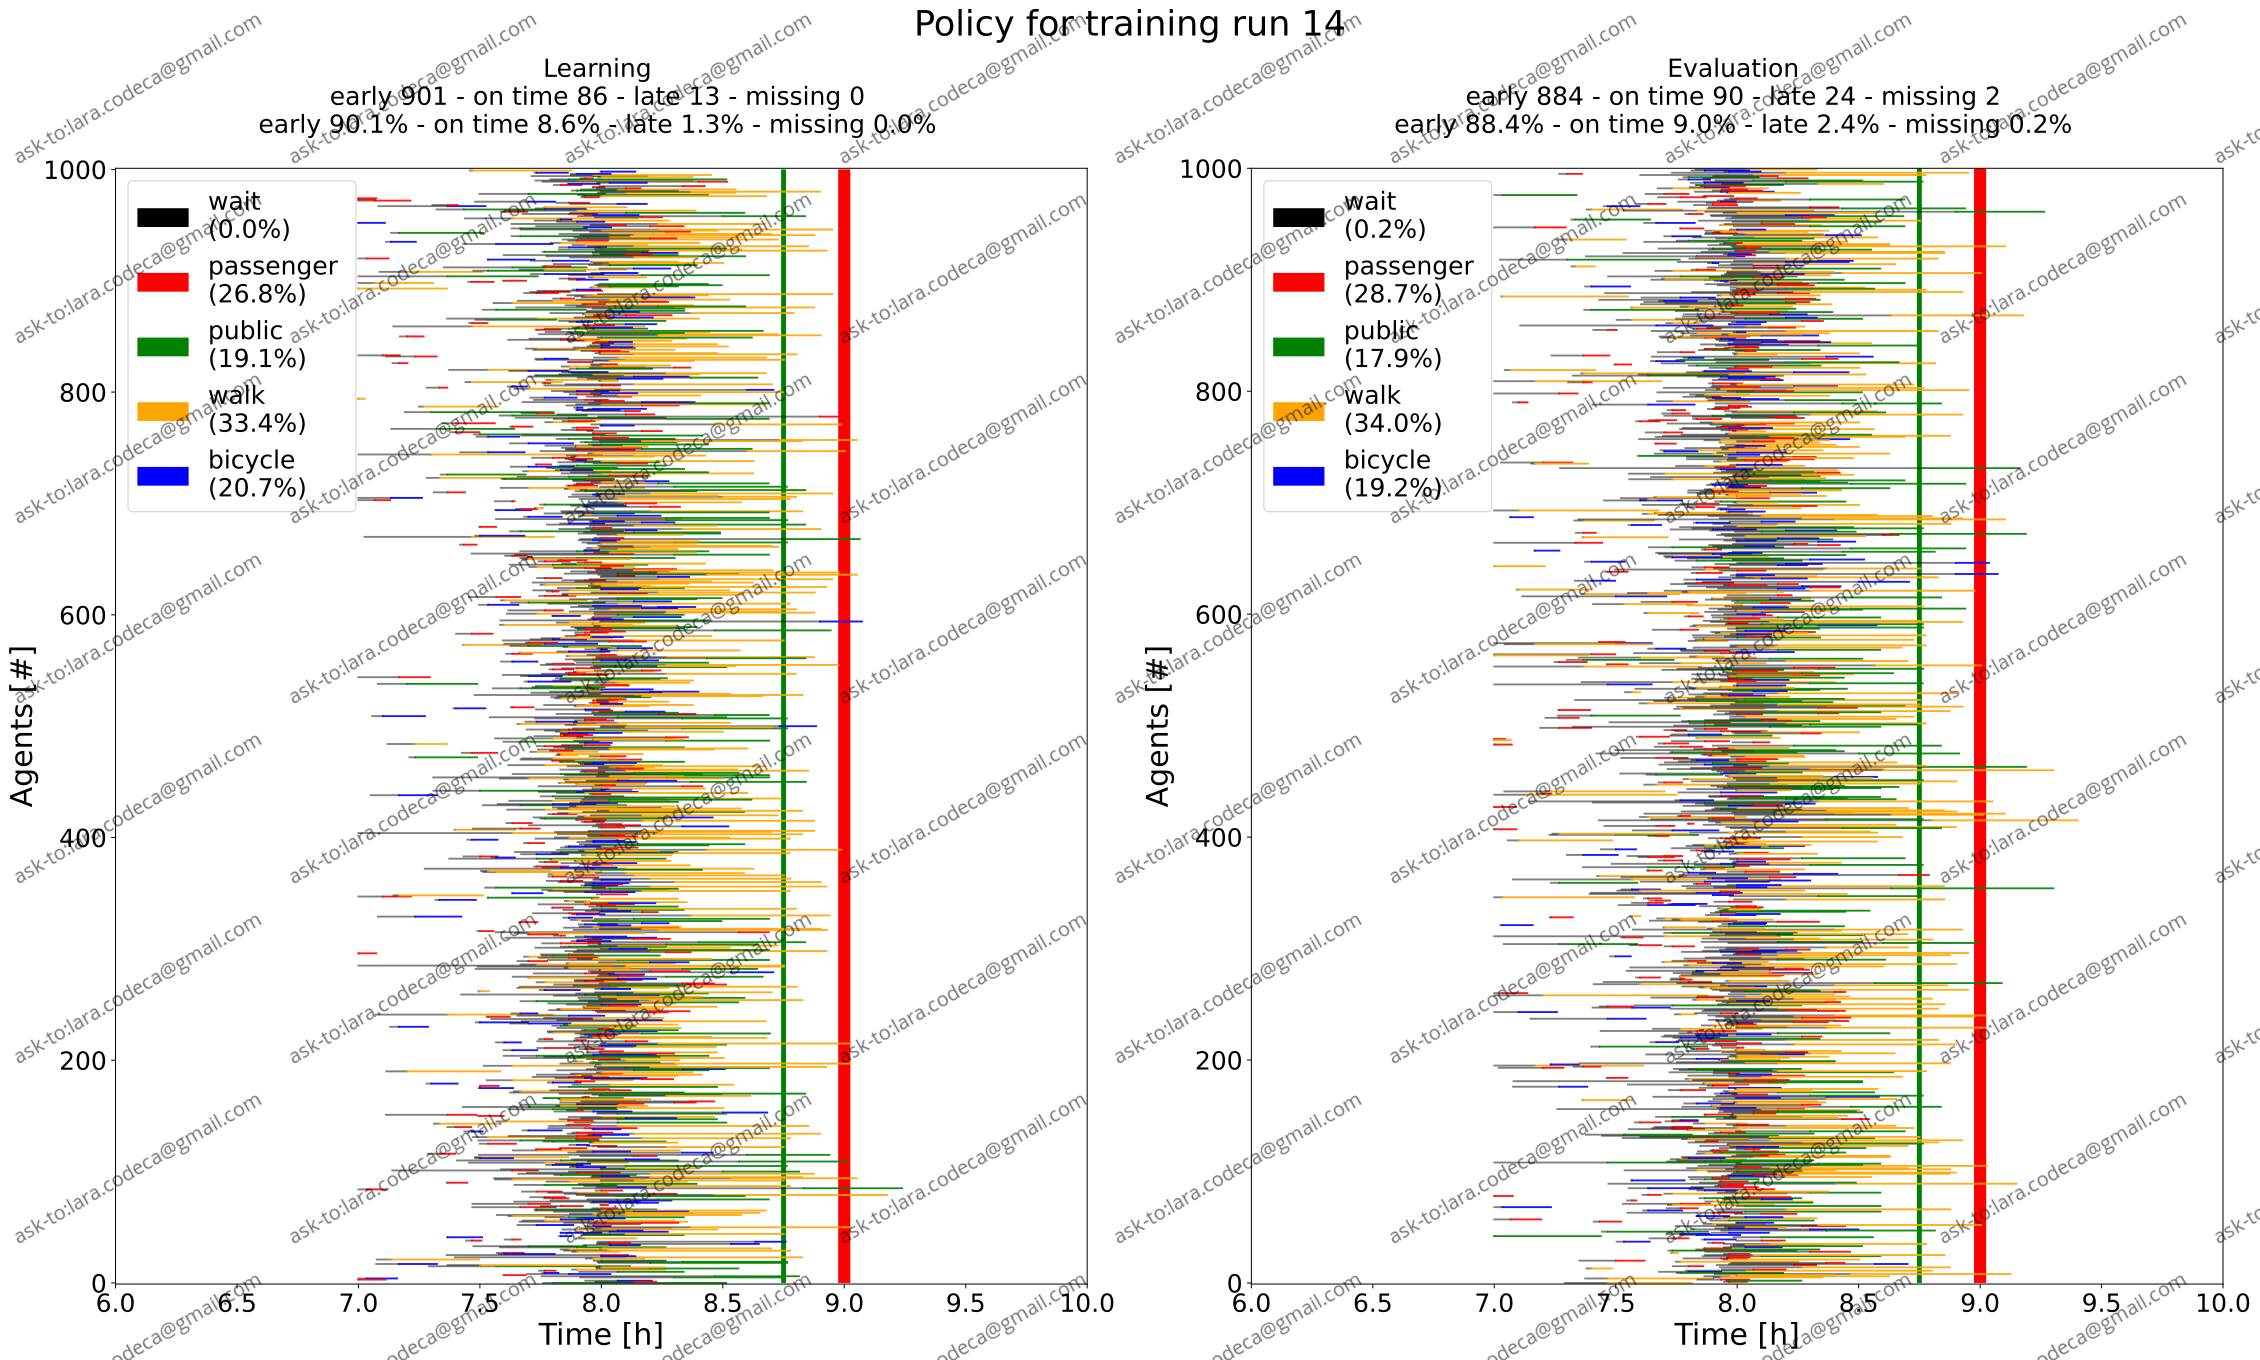 Policy for training run 14
Learning
early 901 - on time 86 - late 13 - missing 0
early 90.1% - on time 8.6% - late 1.3% - missing 0.0%
Evaluation
early 884 - on time 90 - late 24 - missing 2
early 88.4% - on time 9.0% - late 2.4% - missing 0.2%
1000
800
600
400
200
0
Agents [#]
wait
(0.0%)
passenger
(26.8%)
public
(19.1%)
walk
(33.4%)
bicycle
(20.7%)
6.0 6.5 7.0 7.5 8.0 8.5 9.0 9.5 10.0
Time [h]
1000
800
600
400
200
0
Agents [#]
wait
(0.2%)
passenger
(28.7%)
public
(17.9%)
walk
(34.0%)
bicycle
(19.2%)
6.0 6.5 7.0 7.5 8.0 8.5 9.0 9.5 10.0
Time [h]
ask-to:lara.codeca@gmail.com